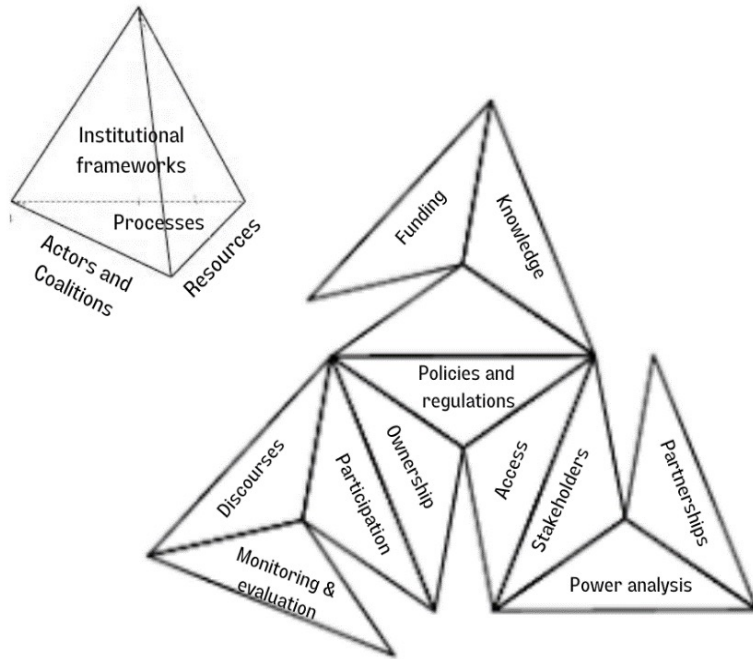 Institutional
frameworks
Processes
Actors and
Coalitions
Resources
Funding
Knowledge
Policies and
regulations
Discourses
Participation
Ownership
Access
Stakeholders
Partnerships
Monitoring &
evaluation
Power analysis